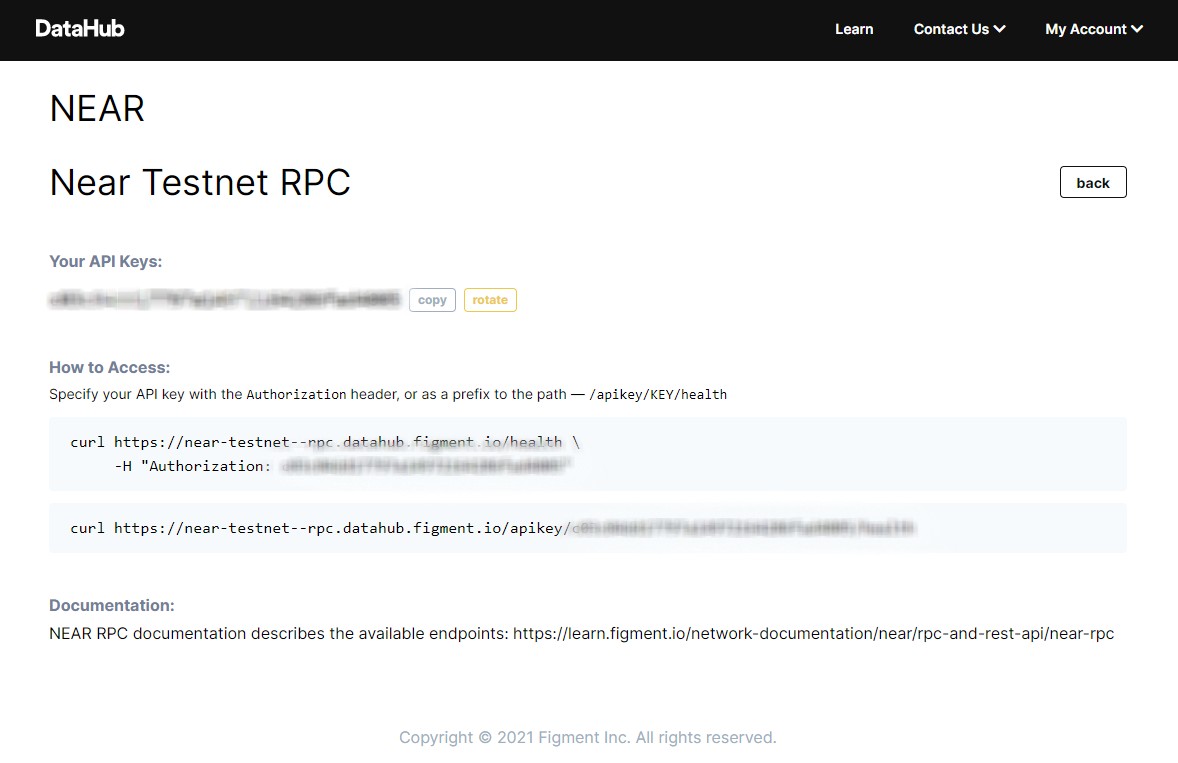 DataHub
Learn
Contact Us
My Account
NEAR
Near Testnet RPC
back
Your API Keys:
copy
rotate
How to Access:
Specify your API key with the Authorization header, or as a prefix to the path — /apikey/KEY/health
curl https://near-testnet--rpc.datahub.figment.io/health \
-H "Authorization:
curl https://near-testnet--rpc.datahub.figment.io/apikey/
Documentation:
NEAR RPC documentation describes the available endpoints: https://learn.figment.io/network-documentation/near/rpc-and-rest-api/near-rpc
Copyright © 2021 Figment Inc. All rights reserved.